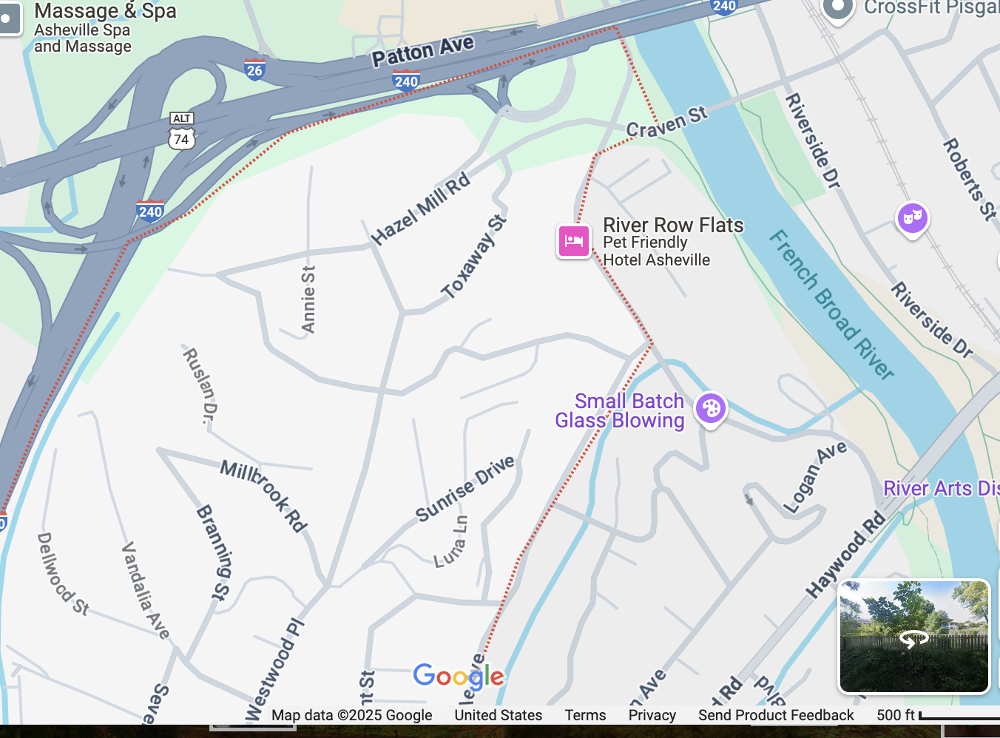 Massage & Spa
Asheville Spa
and Massage
240
CrossFit Pisgal
Patton Ave
26
240
ALT
74
Craven St
Riverside Dr
Roberts St
240
Hazel Mill Rd
Toxaway St
Annie St
River Row Flats
Pet Friendly
Hotel Asheville
French Broad River
Riverside Dr
Ruslan Dr.
Small Batch
Glass Blowing
Millbrook Rd
Sunrise Drive
Logan Ave
River Arts Dis
0
Branning St
Luna Ln
Dellwood St
Vandalia Ave
Haywood Rd
Westwood Pl
Seve
nt St
le ve
n Ave
d Rd
Blvd
Google
Map data ©2025 Google
United States
Terms
Privacy
Send Product Feedback
500 ft